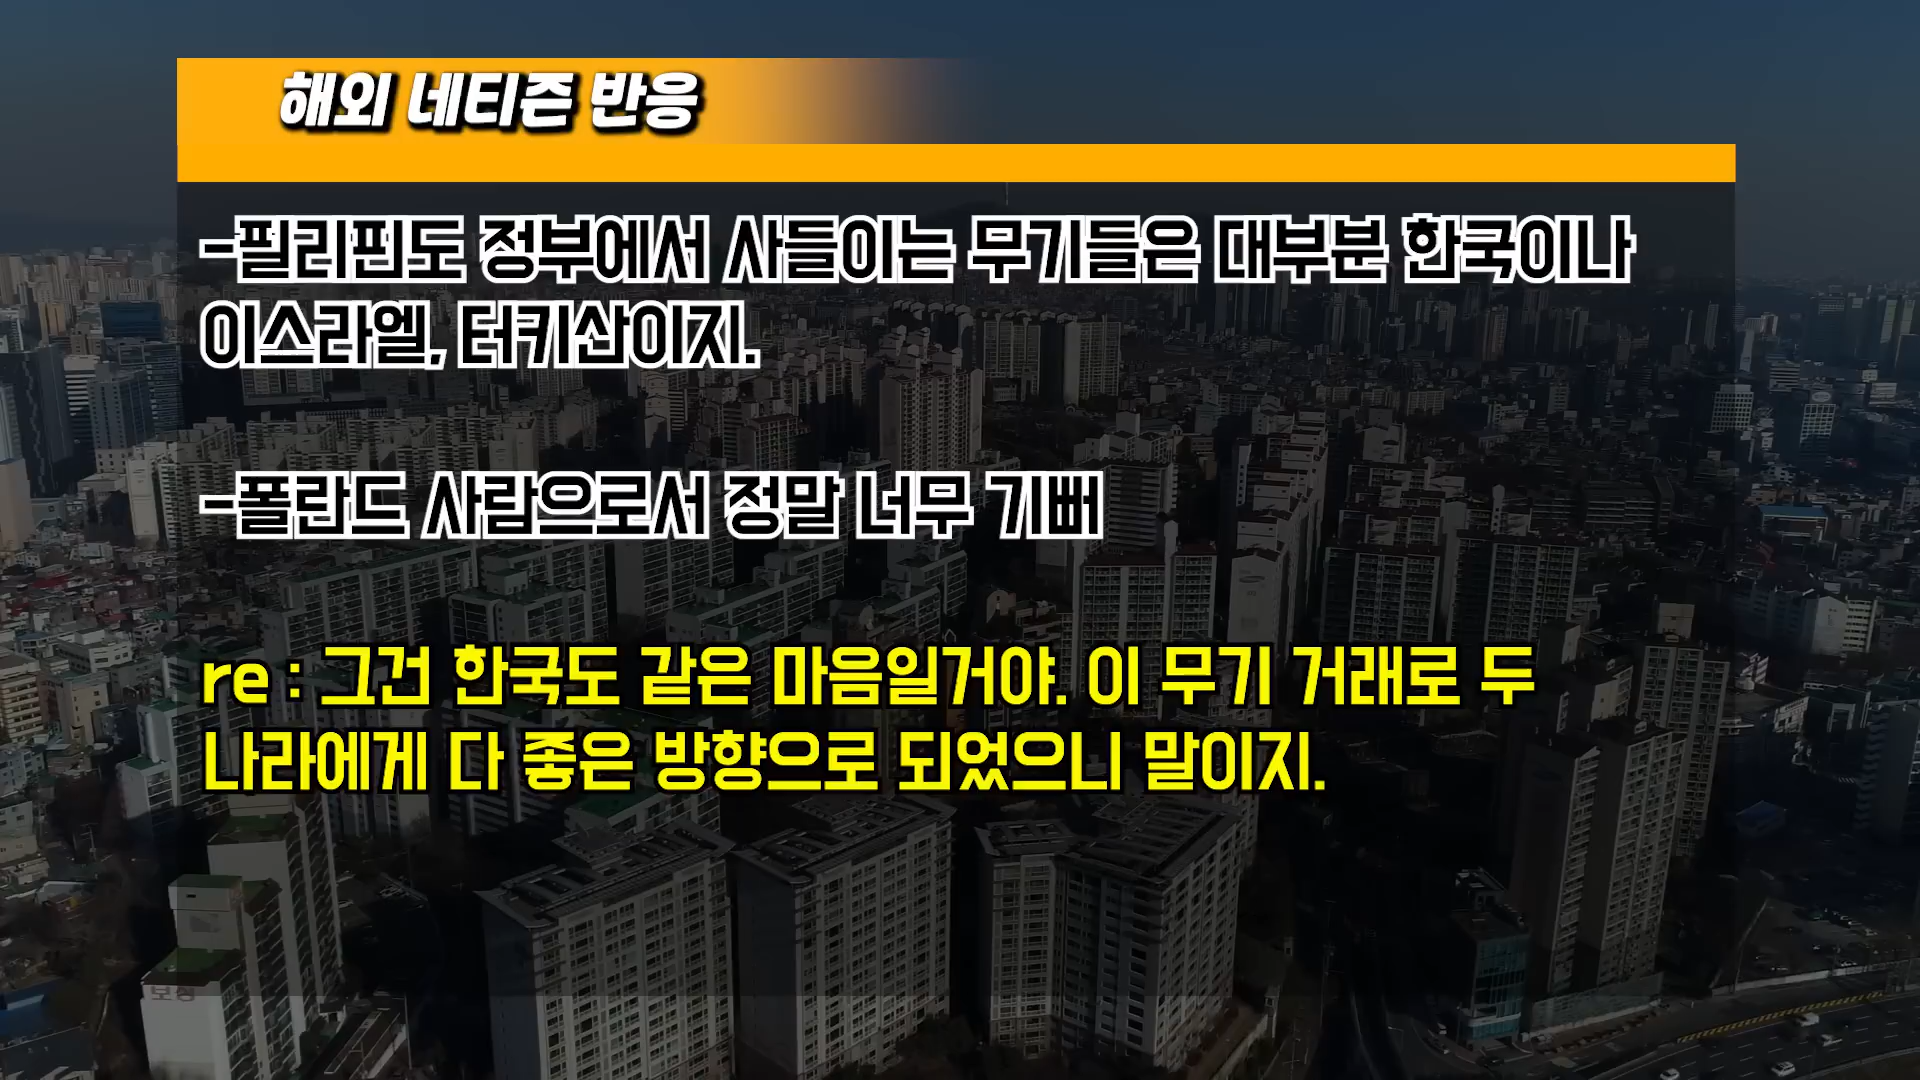 해외 네티즌 반응
-필리핀도 정부에서 사들이는 무기들은 대부분 한국이나
이스라엘, 터키산이지.
-폴란드 사람으로서 정말 너무 기뻐
re : 그건 한국도 같은 마음일거야. 이 무기 거래로 두
나라에게 다 좋은 방향으로 되었으니 말이지.
보성